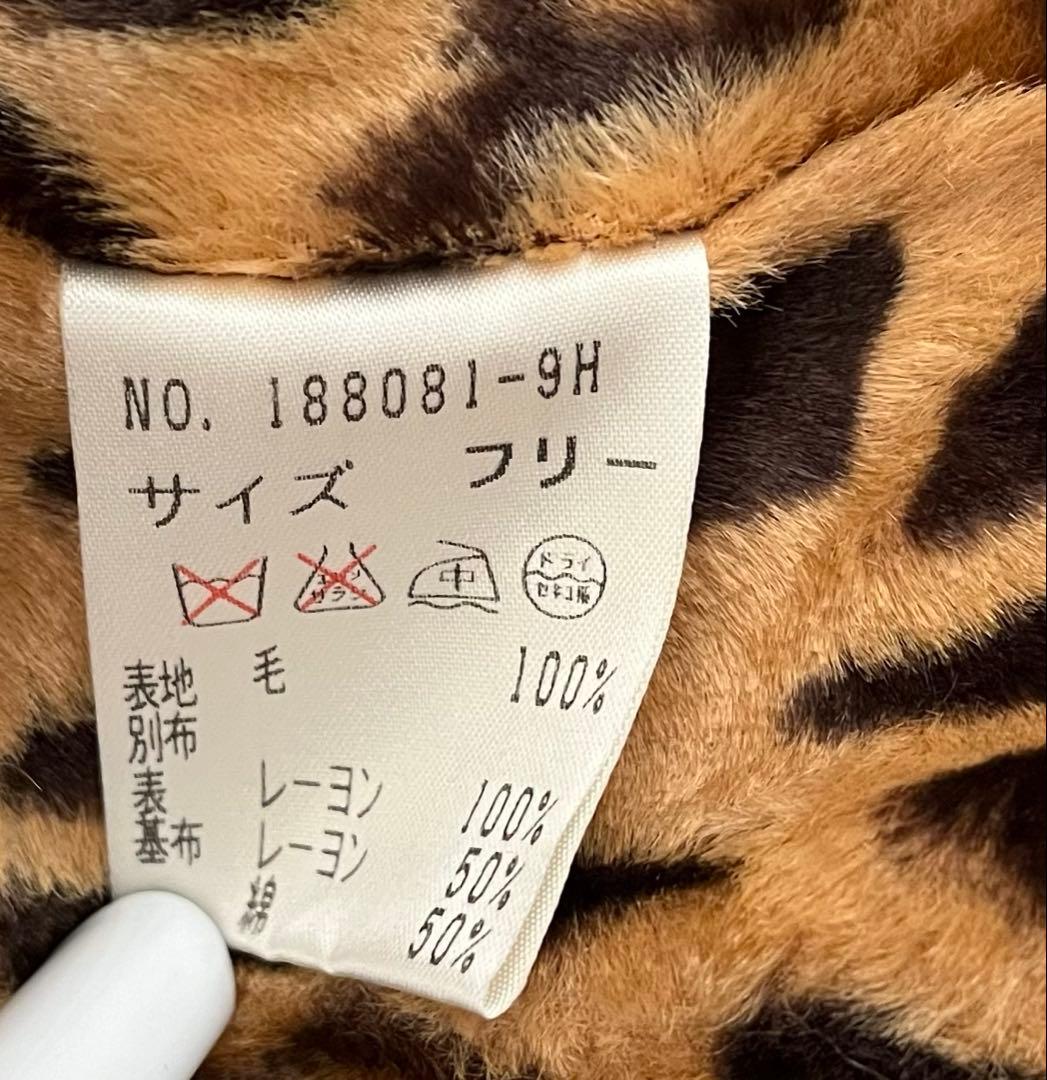 NO. 188081-9H
サイズ フリー
中 ドライ セキユ系
表地 毛 100%
別布
表 レーヨン 100%
基布 レーヨン 50%
綿 50%